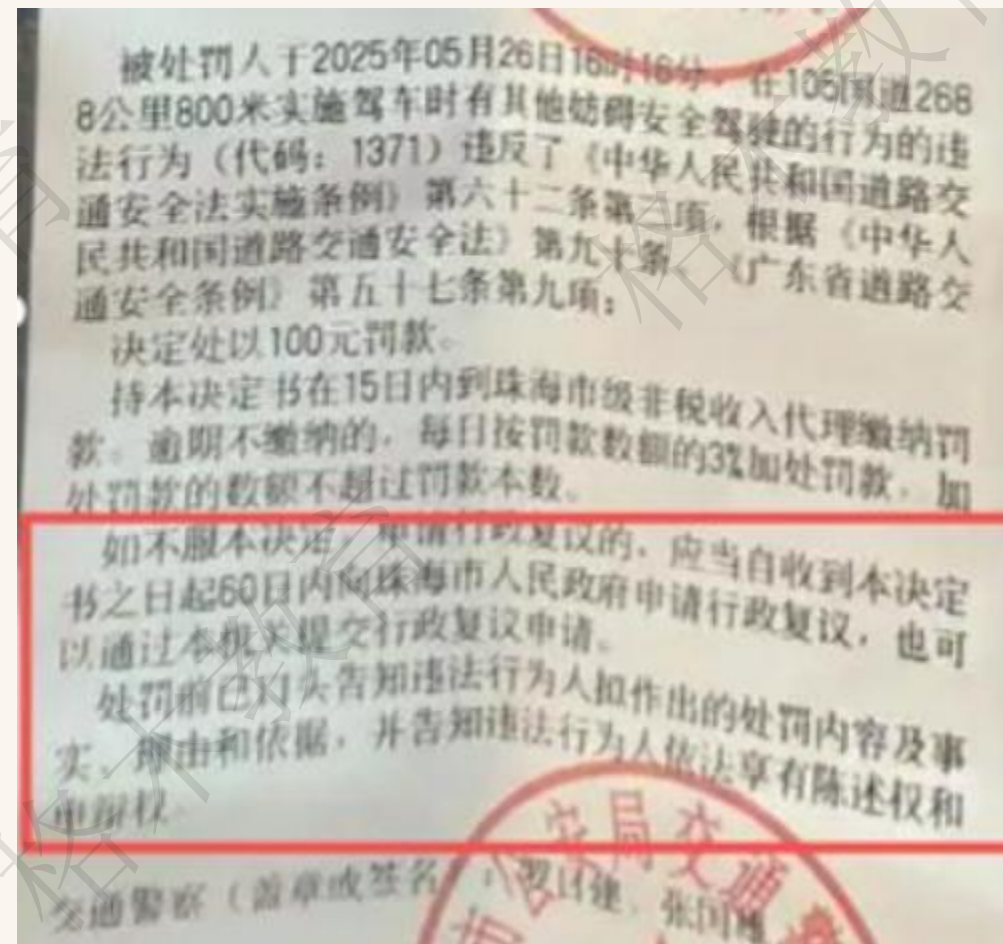 被处罚人于2025年05月26日16时16分,在105国道268
8公里800米实施驾车时有其他妨碍安全驾驶的行为的违
法行为(代码:1371)违反了《中华人民共和国道路交
通安全法实施条例》第六十二条第三项,根据《中华人
民共和国道路交通安全法》第九十条、《广东省道路交
通安全条例》第五十七条第九项;
决定处以100元罚款。
持本决定书在15日内到珠海市级非税收入代理缴纳罚
款。逾期不缴纳的,每日按罚款数额的3%加处罚款,加
处罚款的数额不超过罚款本数。
如不服本决定,申请行政复议的,应当自收到本决定
书之日起60日内向珠海市人民政府申请行政复议,也可
以通过本机关提交行政复议申请。
处罚前已口头告知违法行为人拟作出的处罚内容及事
实、理由和依据,并告知违法行为人依法享有陈述权和
申辩权。
市公安局交通
交通警察(盖章或签名
张国
格木教育